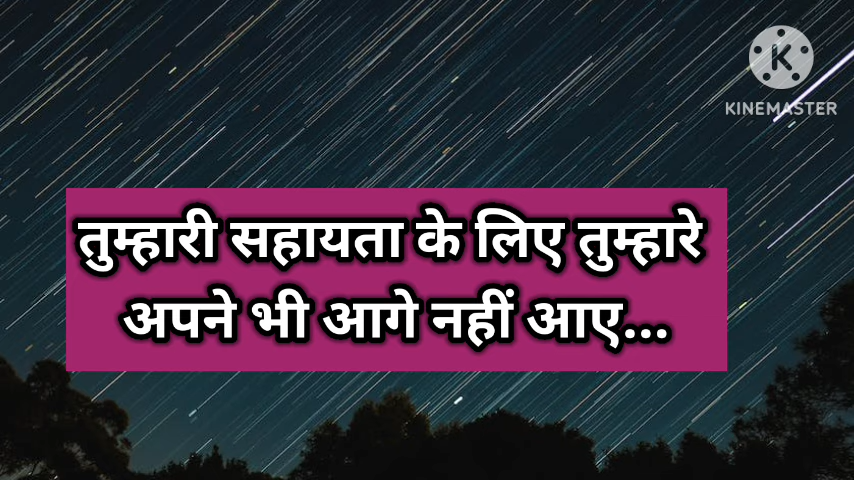 KINEMASTER
तुम्हारी सहायता के लिए तुम्हारे
अपने भी आगे नहीं आए...